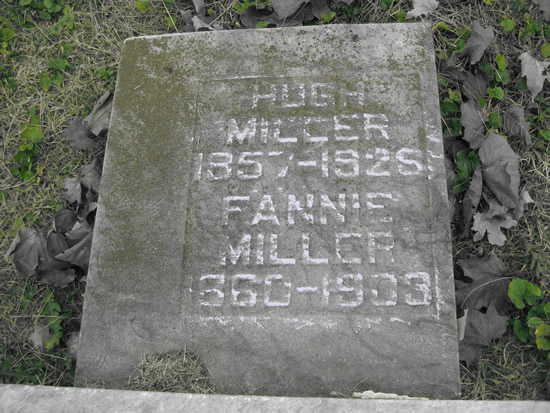 HUGH
MILLER
1857-1926
FANNIE
MILLER
1860-1903